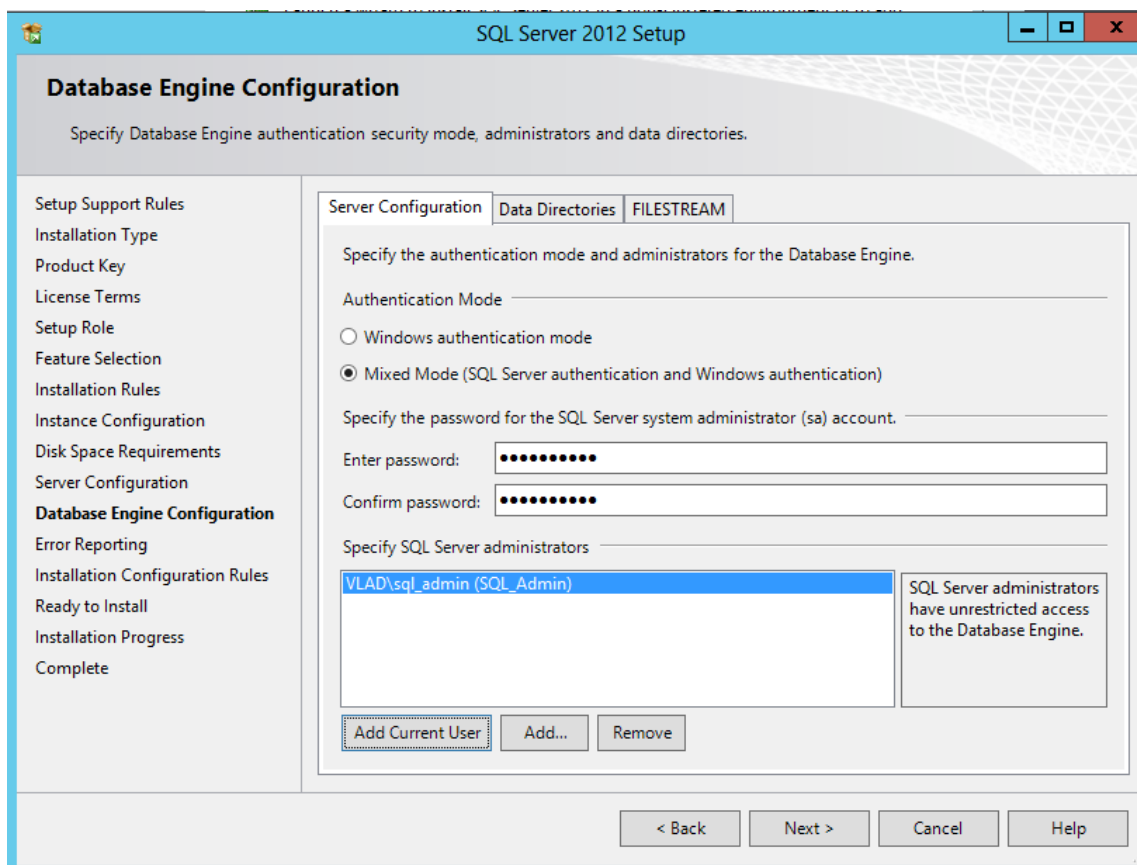 SQL Server 2012 Setup
Database Engine Configuration
Specify Database Engine authentication security mode, administrators and data directories.
Setup Support Rules
Installation Type
Product Key
License Terms
Setup Role
Feature Selection
Installation Rules
Instance Configuration
Disk Space Requirements
Server Configuration
Database Engine Configuration
Error Reporting
Installation Configuration Rules
Ready to Install
Installation Progress
Complete
Server Configuration
Data Directories
FILESTREAM
Specify the authentication mode and administrators for the Database Engine.
Authentication Mode
Windows authentication mode
Mixed Mode (SQL Server authentication and Windows authentication)
Specify the password for the SQL Server system administrator (sa) account.
Enter password: ●●●●●●●●●●
Confirm password: ●●●●●●●●●●
Specify SQL Server administrators
VLAD\sql_admin (SQL_Admin)
SQL Server administrators
have unrestricted access
to the Database Engine.
Add Current User
Add...
Remove
< Back
Next >
Cancel
Help